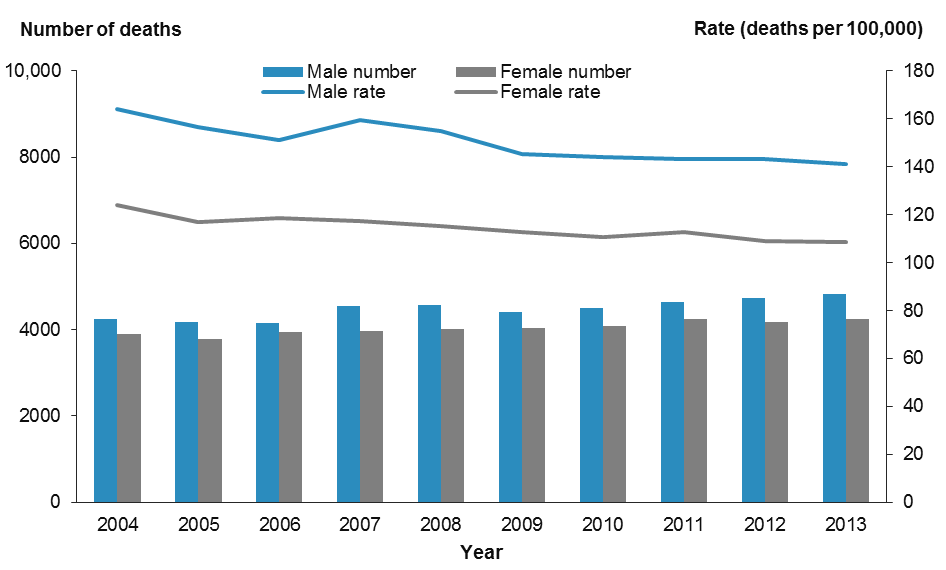 Number of deaths
Rate (deaths per 100,000)
10,000
180
Male number
Female number
Male rate
Female rate
160
8000
140
120
6000
100
80
4000
60
2000
40
20
0
0
2004 2005 2006 2007 2008 2009 2010 2011 2012 2013
Year